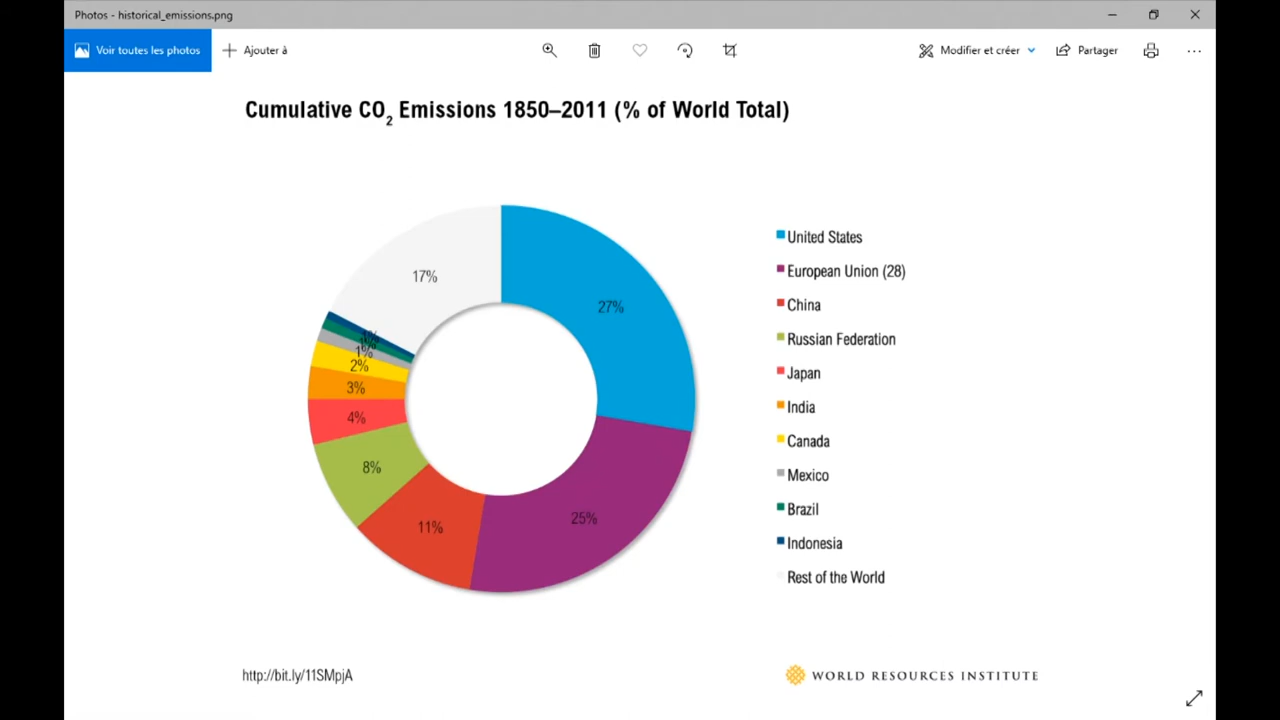 Photos - historical_emissions.png
Voir toutes les photos
Ajouter à
Modifier et créer
Partager
Cumulative CO2 Emissions 1850–2011 (% of World Total)
17%
27%
1%
1%
1%
2%
3%
4%
8%
11%
25%
United States
European Union (28)
China
Russian Federation
Japan
India
Canada
Mexico
Brazil
Indonesia
Rest of the World
http://bit.ly/11SMpjA
WORLD RESOURCES INSTITUTE